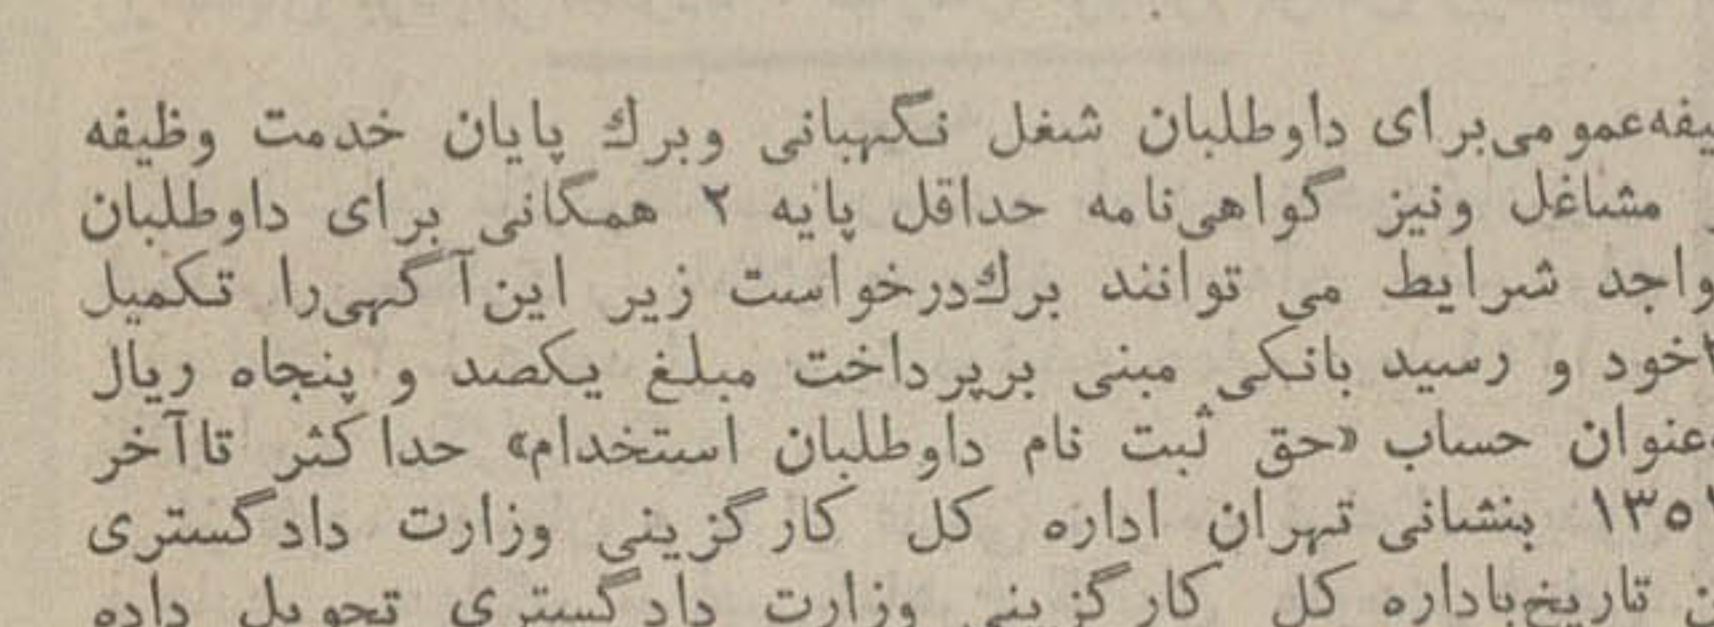 یفه‌عمومی‌برای داوطلبان شغل نگهبانی وبرك پایان خدمت وظیفه
مشاغل ونیز گواهی‌نامه حداقل پایه ۲ همگانی برای داوطلبان
واجد شرایط می توانند برك‌درخواست زیر این‌آگهی‌را تکمیل
خود و رسید بانکی مبنی برپرداخت مبلغ یکصد و پنجاه ریال
عنوان حساب «حق ثبت نام داوطلبان استخدام» حداکثر تاآخر
۱۳۵۱ بنشانی تهران اداره کل کارگزینی وزارت دادگستری
ن تاریخ‌باداره کل کارگزینی وزارت دادگستری تحویل داده